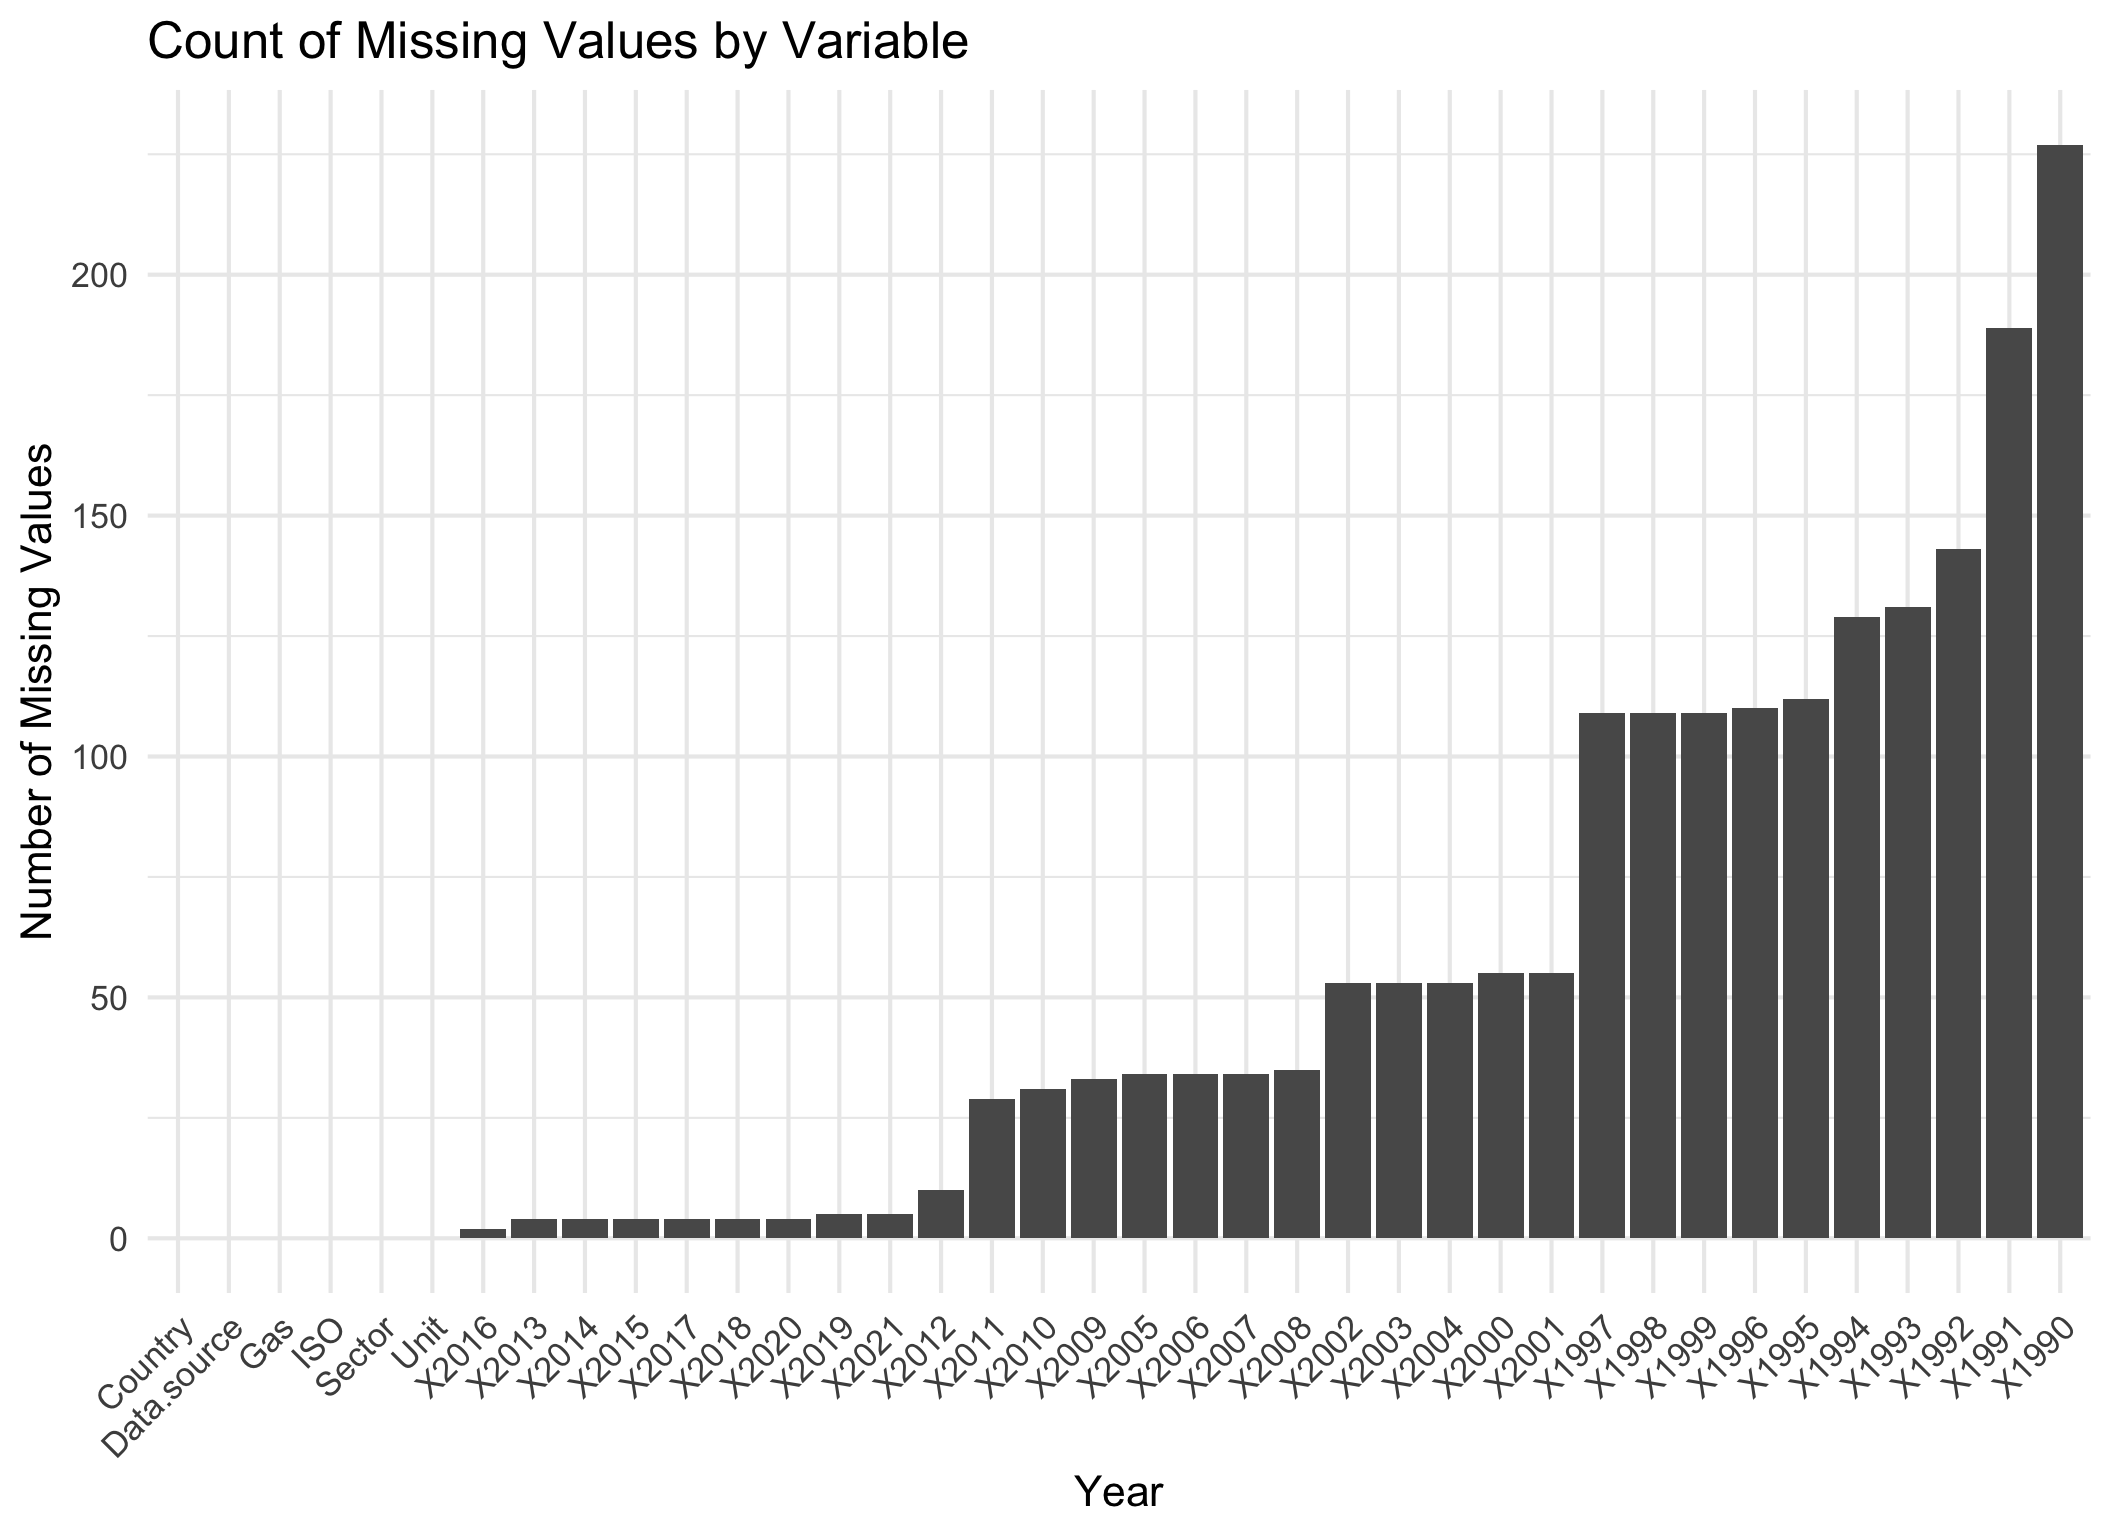 Count of Missing Values by Variable
Number of Missing Values
200
150
100
50
0
Country
Data.source
Gas
ISO
Sector
Unit
X2016
X2013
X2014
X2015
X2017
X2018
X2020
X2019
X2021
X2012
X2011
X2010
X2009
X2005
X2006
X2007
X2008
X2002
X2003
X2004
X2000
X2001
X1997
X1998
X1999
X1996
X1995
X1994
X1993
X1992
X1991
X1990
Year